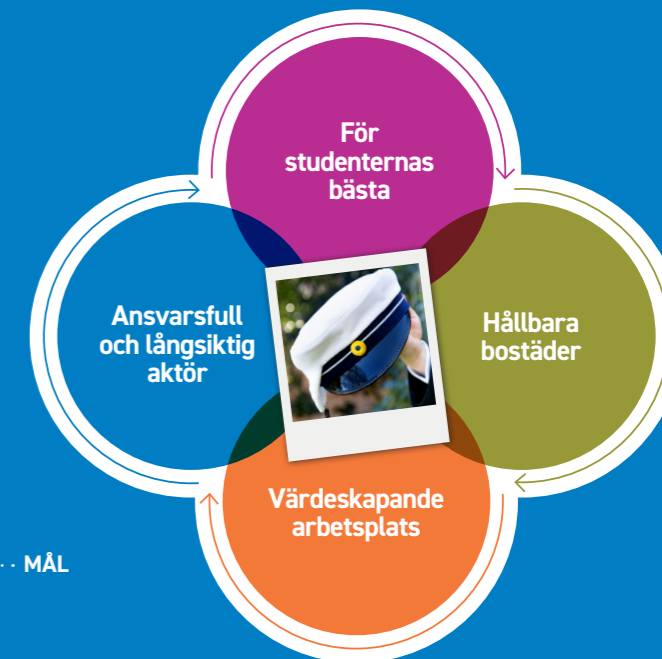 För
studenternas
bästa
Ansvarsfull
och långsiktig
aktör
Hållbara
bostäder
Värdeskapande
arbetsplats
·· MÅL